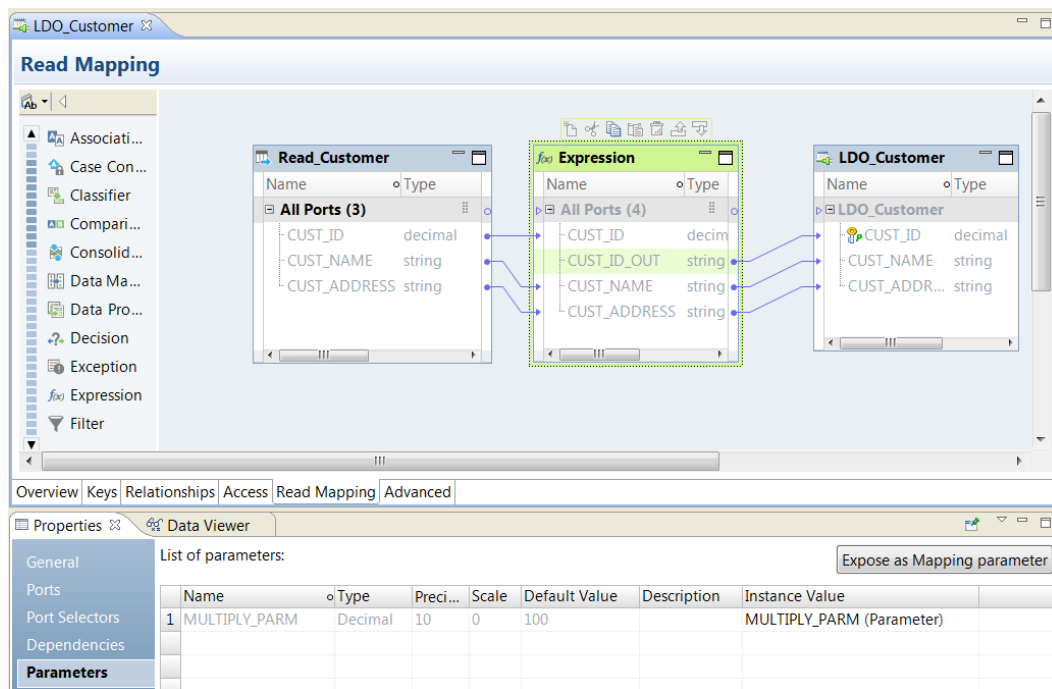 LDO_Customer
Read Mapping
Ab
Associati...
Case Con...
Classifier
Compari...
Consolid...
Data Ma...
Data Pro...
Decision
Exception
f(x) Expression
Filter
Read_Customer
Name Type
All Ports (3)
CUST_ID decimal
CUST_NAME string
CUST_ADDRESS string
f(x) Expression
Name Type
All Ports (4)
CUST_ID decim
CUST_ID_OUT string
CUST_NAME string
CUST_ADDRESS string
LDO_Customer
Name Type
LDO_Customer
CUST_ID decimal
CUST_NAME string
CUST_ADDR... string
Overview Keys Relationships Access Read Mapping Advanced
Properties Data Viewer
General
Ports
Port Selectors
Dependencies
Parameters
List of parameters:
Expose as Mapping parameter
Name Type Preci... Scale Default Value Description Instance Value
1 MULTIPLY_PARM Decimal 10 0 100 MULTIPLY_PARM (Parameter)